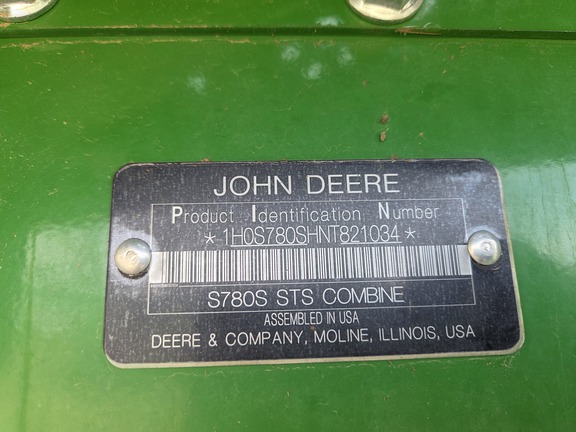 JOHN DEERE
Product Identification Number
*1H0S780SHNT821034*
S780S STS COMBINE
ASSEMBLED IN USA
DEERE & COMPANY, MOLINE, ILLINOIS, USA